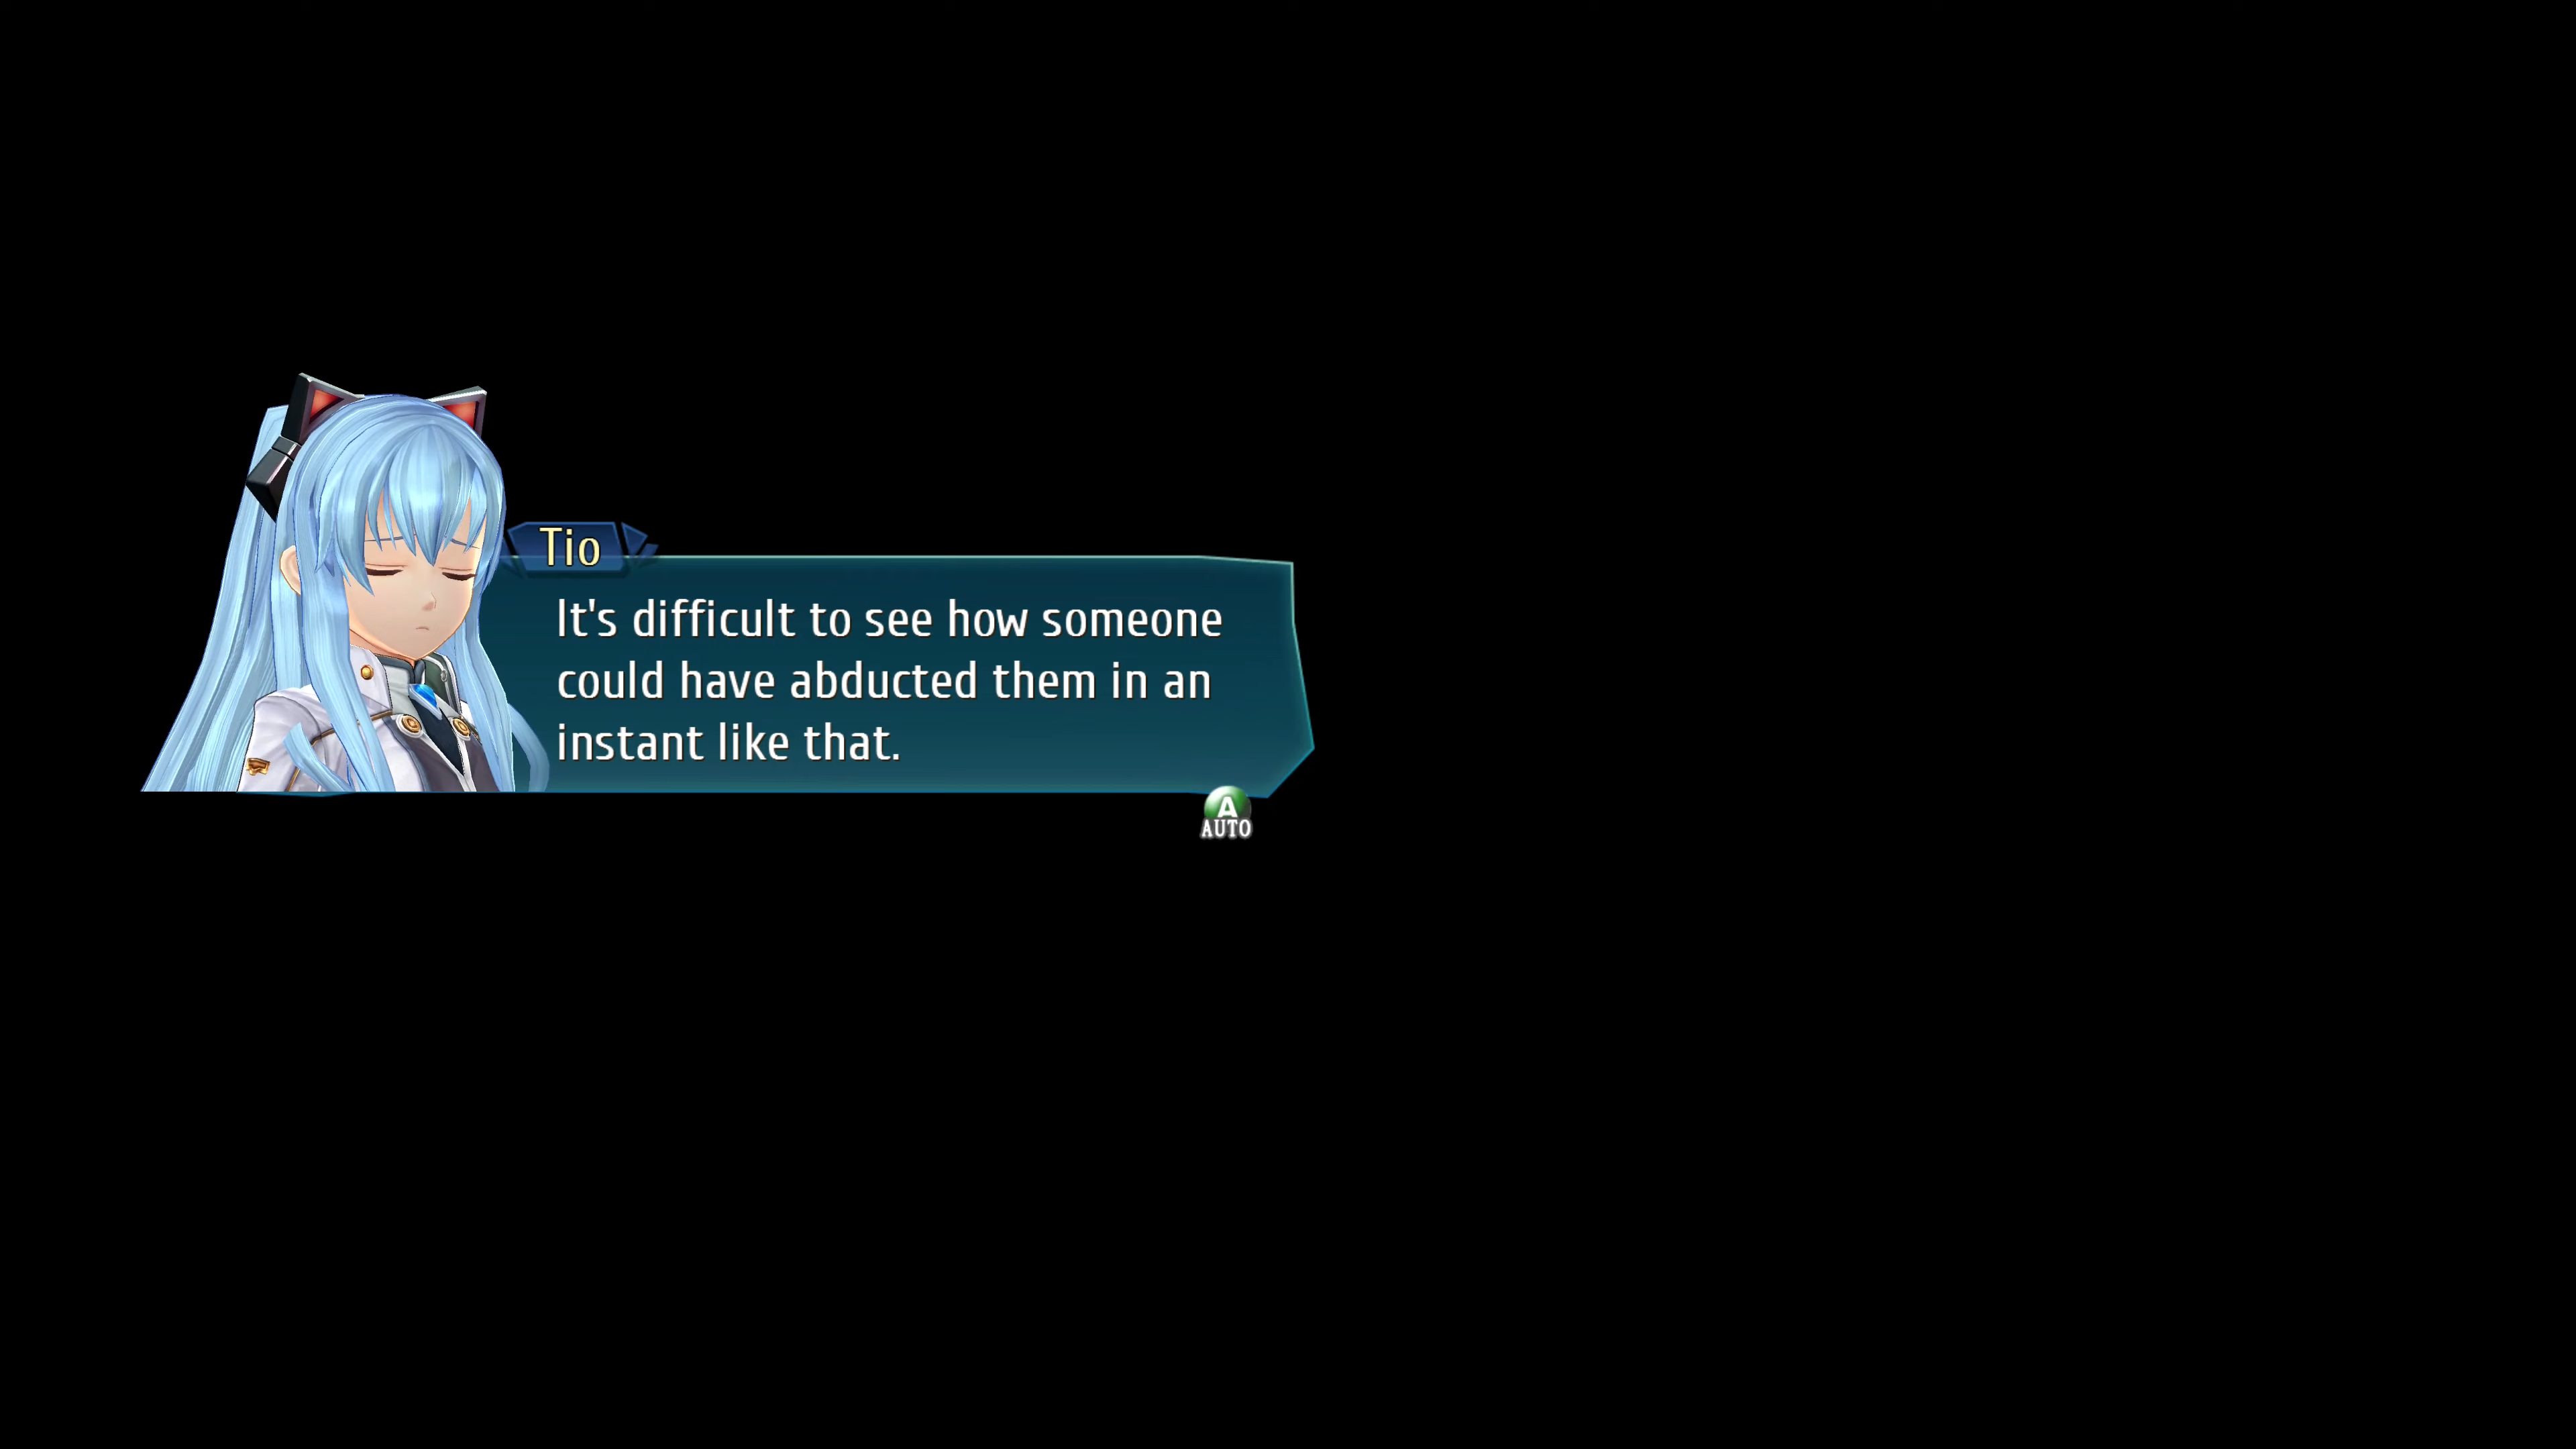 Tio
It's difficult to see how someone
could have abducted them in an
instant like that.
A
AUTO